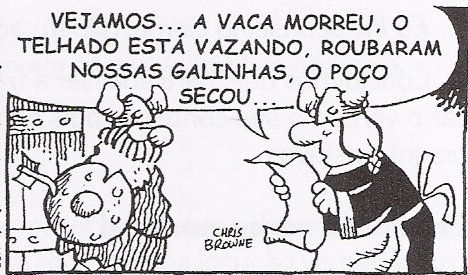 VEJAMOS... A VACA MORREU, O
TELHADO ESTÁ VAZANDO, ROUBARAM
NOSSAS GALINHAS, O POÇO
SECOU...
CHRIS
BROWNE